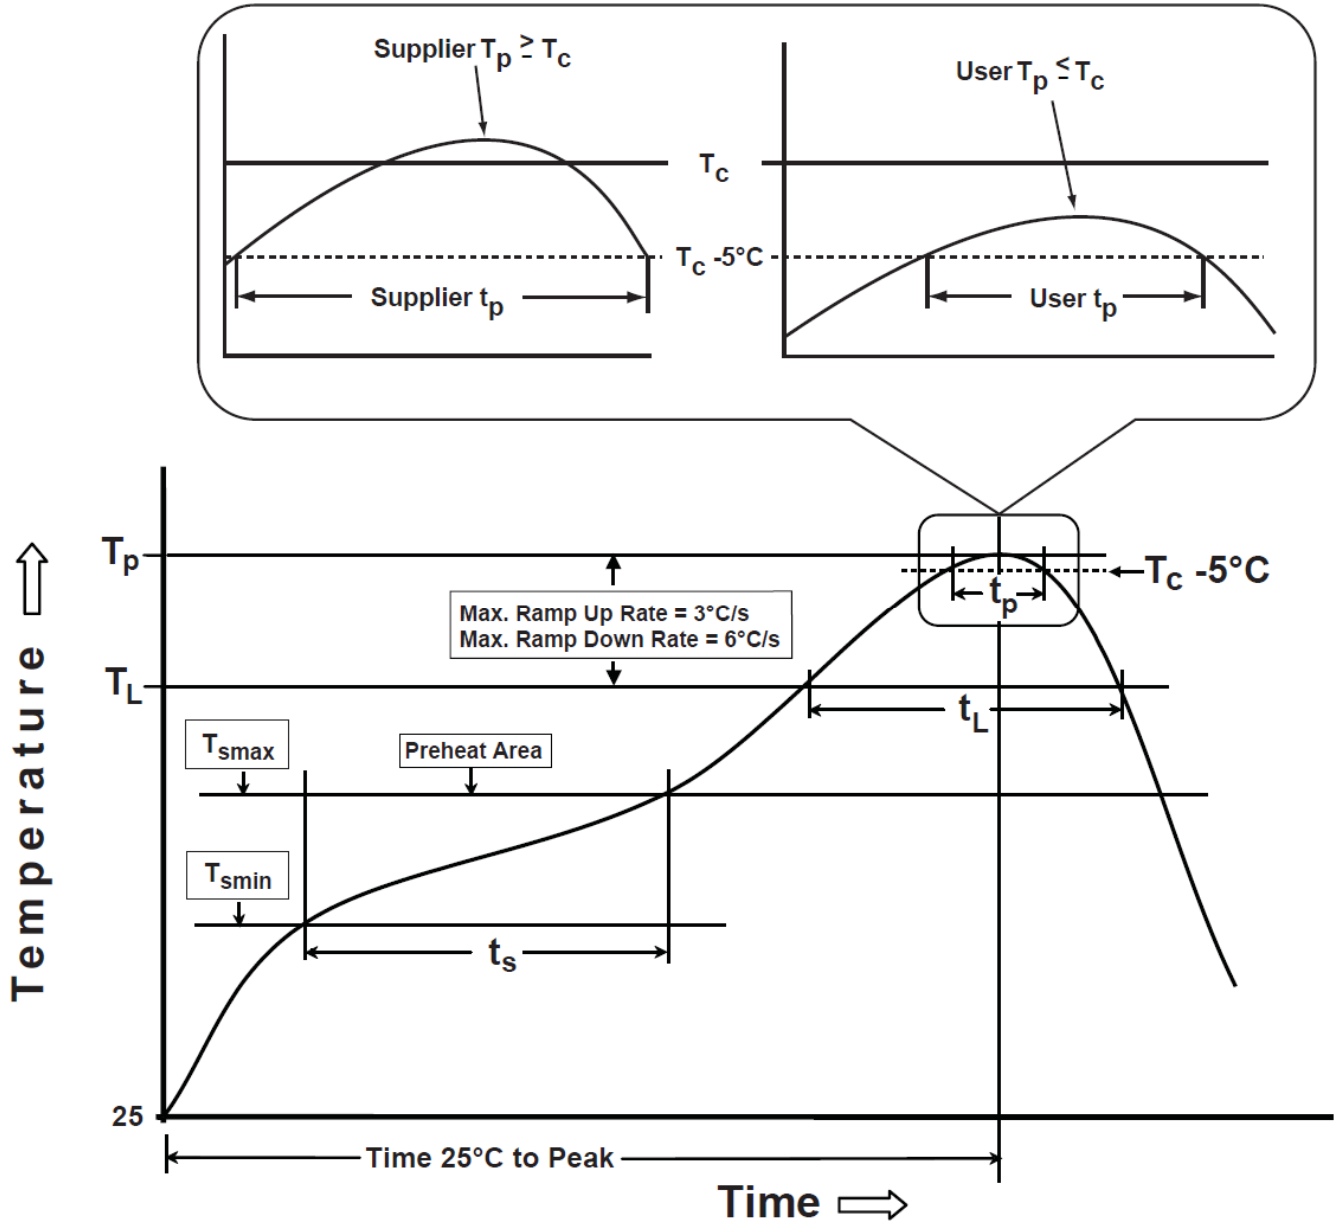 Supplier Tp ≥ Tc
User Tp ≤ Tc
Tc
Tc -5°C
Supplier tp
User tp
Tp
Tc -5°C
tp
Max. Ramp Up Rate = 3°C/s
Max. Ramp Down Rate = 6°C/s
TL
tL
Tsmax
Preheat Area
Tsmin
ts
Temperature
25
Time 25°C to Peak
Time